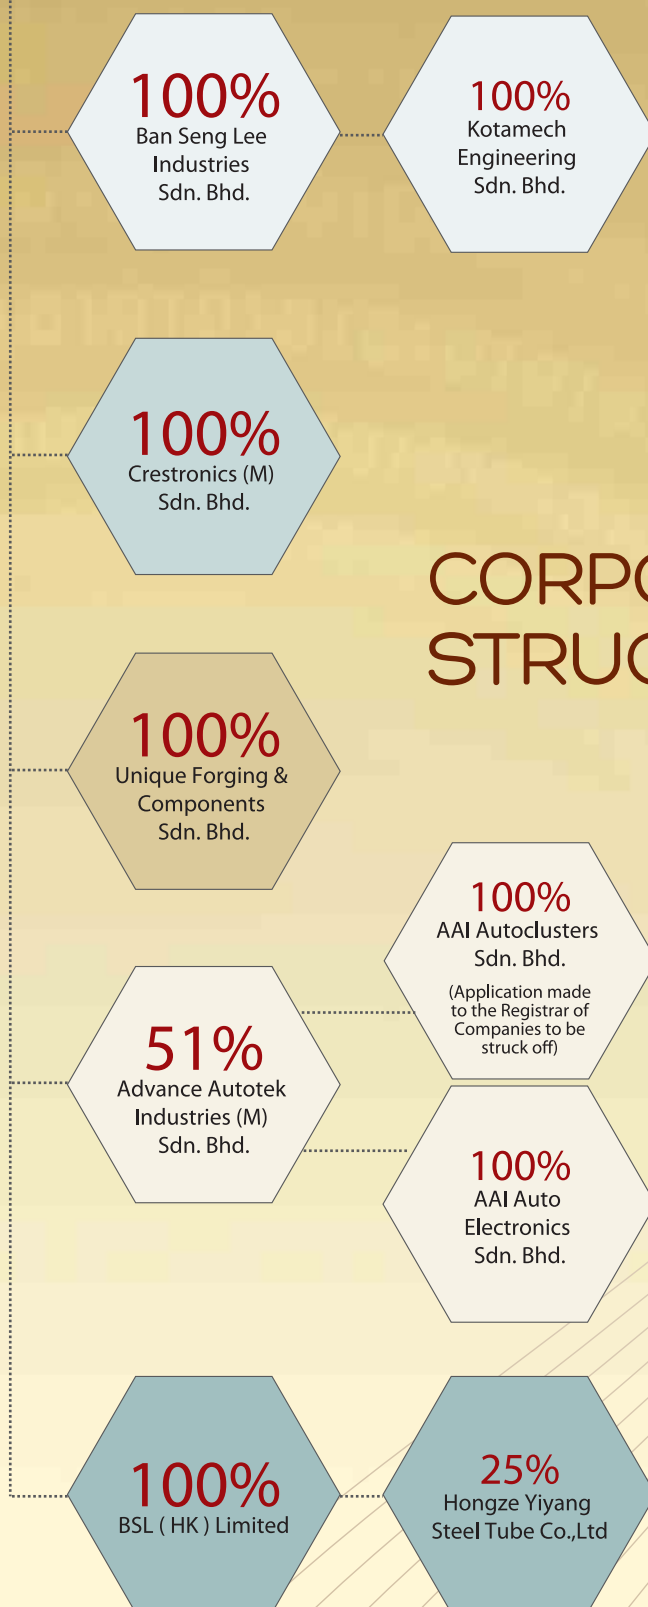 100%
Ban Seng Lee
Industries
Sdn. Bhd.
100%
Kotamech
Engineering
Sdn. Bhd.
100%
Crestronics (M)
Sdn. Bhd.
CORPO
STRUC
100%
Unique Forging &
Components
Sdn. Bhd.
100%
AAI Autoclusters
Sdn. Bhd.
(Application made
to the Registrar of
Companies to be
struck off)
51%
Advance Autotek
Industries (M)
Sdn. Bhd.
100%
AAI Auto
Electronics
Sdn. Bhd.
100%
BSL ( HK ) Limited
25%
Hongze Yiyang
Steel Tube Co.,Ltd